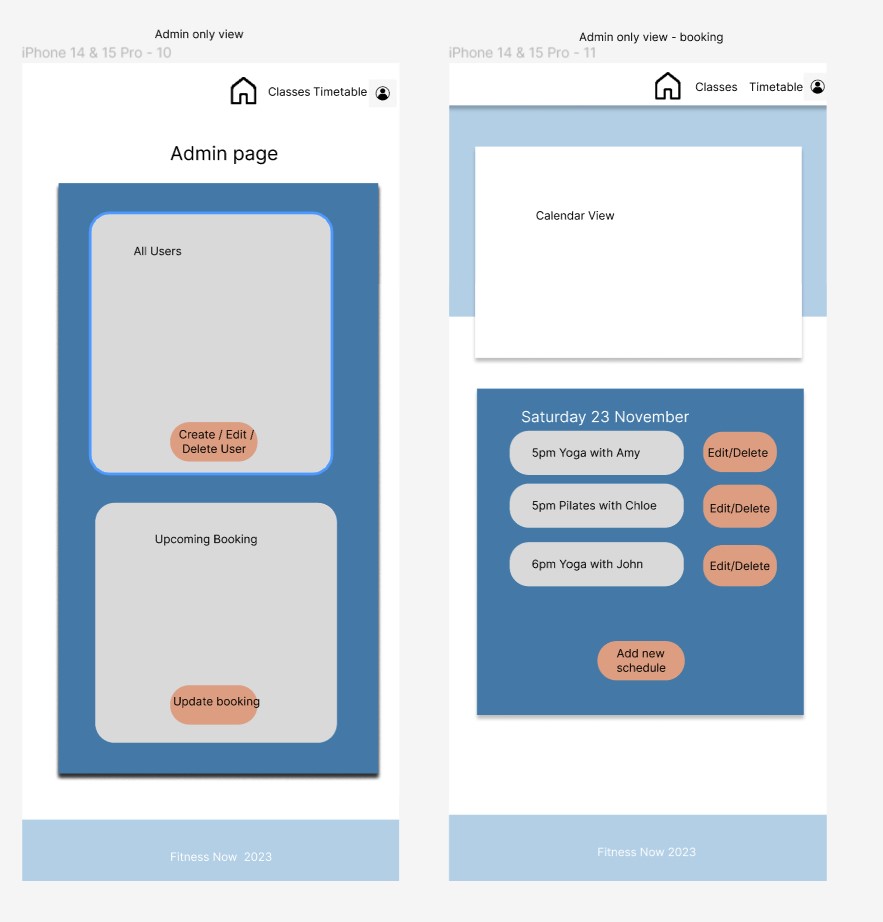 Admin only view
iPhone 14 & 15 Pro - 10
Classes Timetable
Admin page
All Users
Create / Edit /
Delete User
Upcoming Booking
Update booking
Fitness Now 2023
Admin only view - booking
iPhone 14 & 15 Pro - 11
Classes Timetable
Calendar View
Saturday 23 November
5pm Yoga with Amy
Edit/Delete
5pm Pilates with Chloe
Edit/Delete
6pm Yoga with John
Edit/Delete
Add new
schedule
Fitness Now 2023